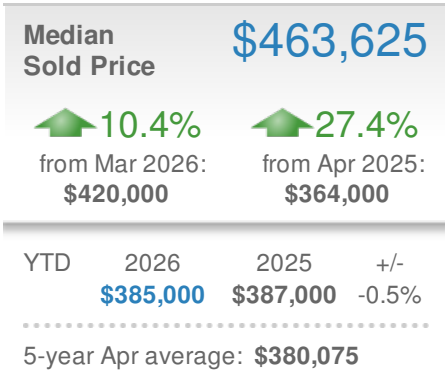 Median $463,625
Sold Price
10.4% 27.4%
from Mar 2026: from Apr 2025:
$420,000 $364,000
YTD 2026 2025 +/-
$385,000 $387,000 -0.5%
5-year Apr average: $380,075